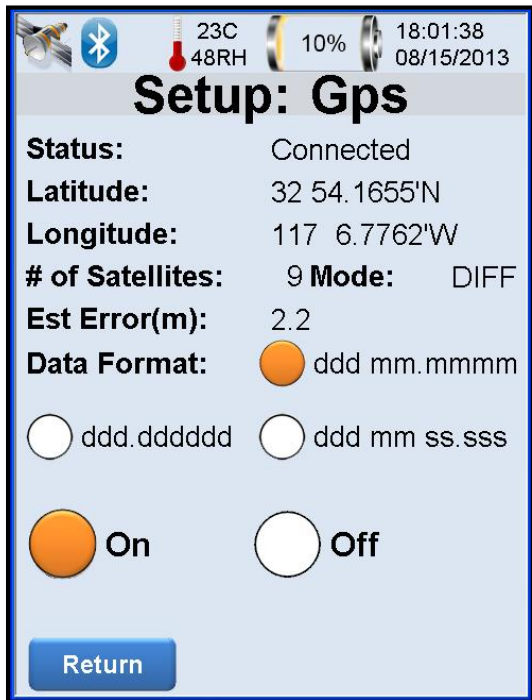 23C 10% 18:01:38
48RH 08/15/2013
Setup: Gps
Status: Connected
Latitude: 32 54.1655'N
Longitude: 117 6.7762'W
# of Satellites: 9 Mode: DIFF
Est Error(m): 2.2
Data Format: ddd mm.mmmm
ddd.dddddd ddd mm ss.sss
On Off
Return